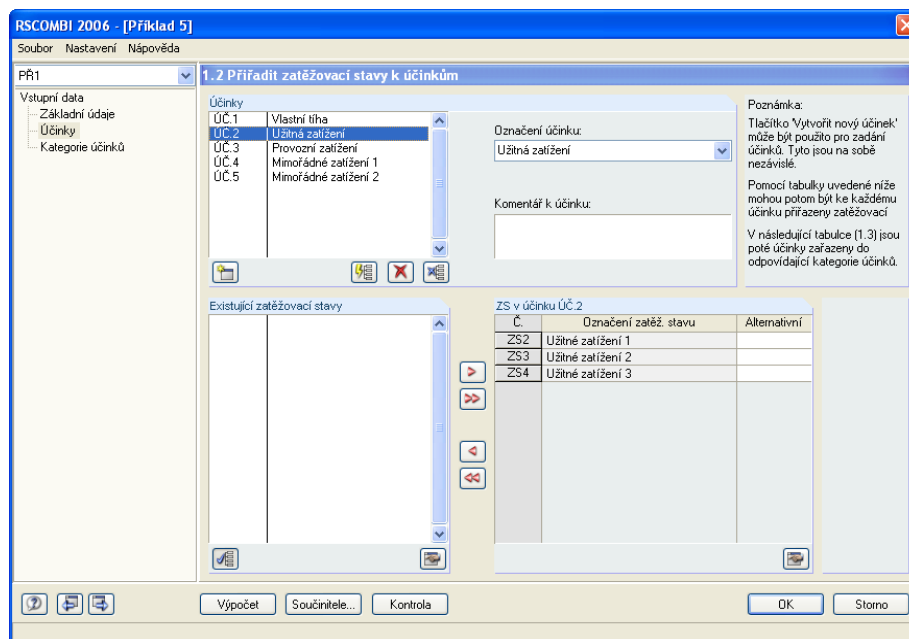 RSCOMBI 2006 - [Příklad 5]
Soubor Nastavení Nápověda
PŘ1
1.2 Přiřadit zatěžovací stavy k účinkům
Vstupní data
Základní údaje
Účinky
Kategorie účinků
Účinky
ÚČ.1 Vlastní tíha
ÚČ.2 Užitná zatížení
ÚČ.3 Provozní zatížení
ÚČ.4 Mimořádné zatížení 1
ÚČ.5 Mimořádné zatížení 2
Označení účinku:
Užitná zatížení
Komentář k účinku:
Poznámka:
Tlačítko 'Vytvořit nový účinek'
může být použito pro zadání
účinků. Tyto jsou na sobě
nezávislé.
Pomocí tabulky uvedené níže
mohou potom být ke každému
účinku přiřazeny zatěžovací
V následující tabulce (1.3) jsou
poté účinky zařazeny do
odpovídající kategorie účinků.
Existující zatěžovací stavy
ZS v účinku ÚČ.2
Č. Označení zatěž. stavu Alternativní
ZS2 Užitné zatížení 1
ZS3 Užitné zatížení 2
ZS4 Užitné zatížení 3
Výpočet Součinitele... Kontrola OK Storno